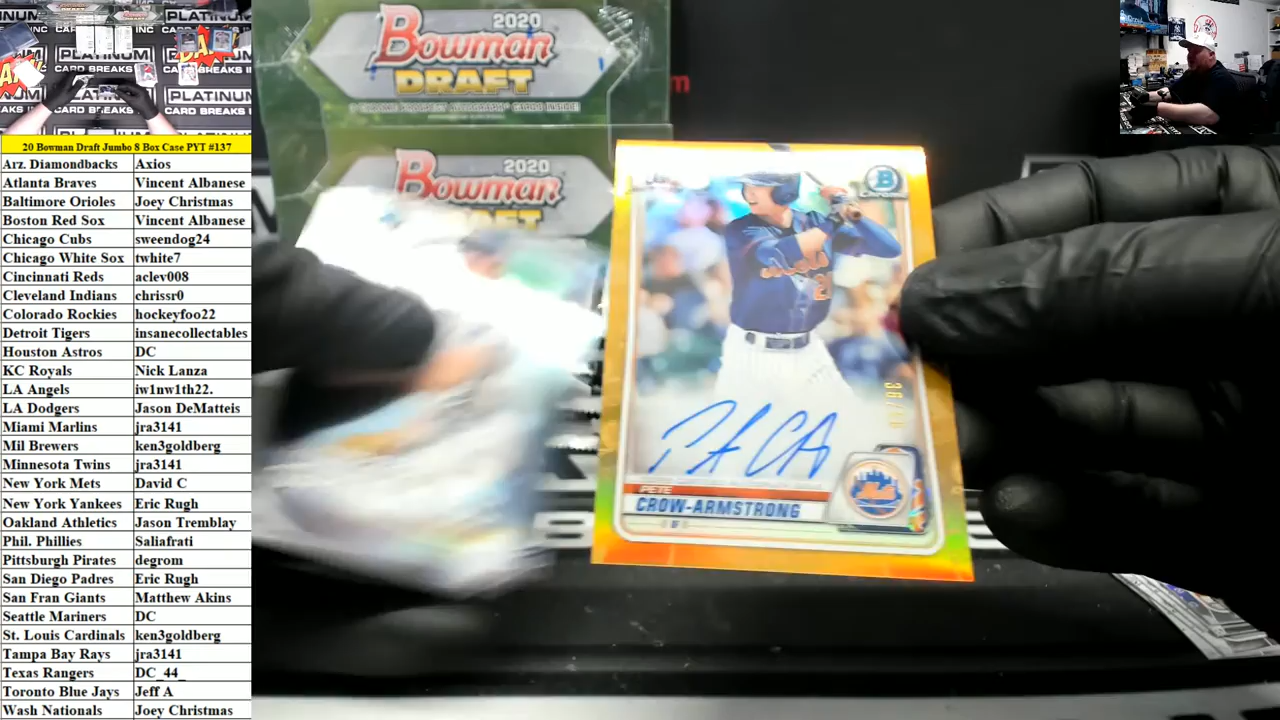 20 Bowman Draft Jumbo 8 Box Case PYT #137
Arz. Diamondbacks Axios
Atlanta Braves Vincent Albanese
Baltimore Orioles Joey Christmas
Boston Red Sox Vincent Albanese
Chicago Cubs sweendog24
Chicago White Sox twhite7
Cincinnati Reds aclev008
Cleveland Indians chrissr0
Colorado Rockies hockeyfoo22
Detroit Tigers insanecollectables
Houston Astros DC
KC Royals Nick Lanza
LA Angels iw1nw1th22.
LA Dodgers Jason DeMatteis
Miami Marlins jra3141
Mil Brewers ken3goldberg
Minnesota Twins jra3141
New York Mets David C
New York Yankees Eric Rugh
Oakland Athletics Jason Tremblay
Phil. Phillies Saliafrati
Pittsburgh Pirates degrom
San Diego Padres Eric Rugh
San Fran Giants Matthew Akins
Seattle Mariners DC
St. Louis Cardinals ken3goldberg
Tampa Bay Rays jra3141
Texas Rangers DC_44_
Toronto Blue Jays Jeff A
Wash Nationals Joey Christmas
PLATINUM
CARD BREAKS INC
2020
Bowman
DRAFT
2020
Bowman
B
CHROME
PETE
CROW-ARMSTRONG
Mets